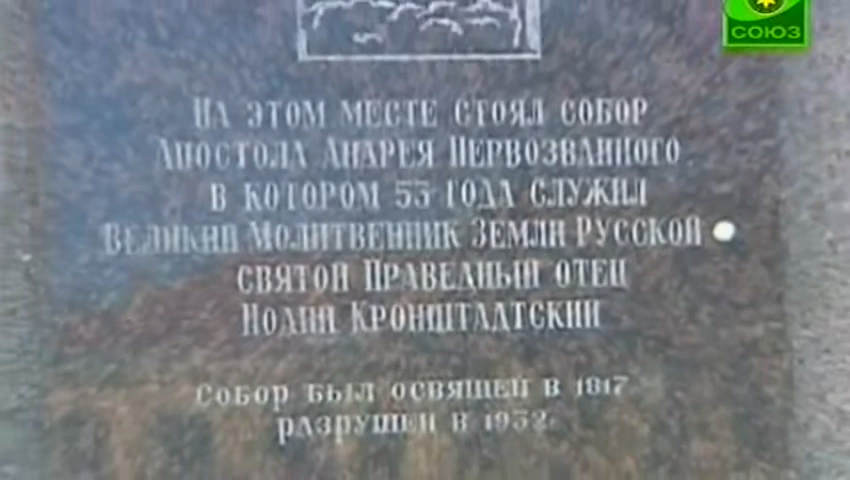 СОЮЗ
НА ЭТОМ МЕСТЕ СТОЯЛ СОБОР
АПОСТОЛА АНДРЕЯ ПЕРВОЗВАННОГО
В КОТОРОМ 53 ГОДА СЛУЖИЛ
ВЕЛИКИЙ МОЛИТВЕННИК ЗЕМЛИ РУССКОЙ
СВЯТОЙ ПРАВЕДНЫЙ ОТЕЦ
ИОАНН КРОНШТАДТСКИЙ
СОБОР БЫЛ ОСВЯЩЕН В 1817
РАЗРУШЕН В 1932